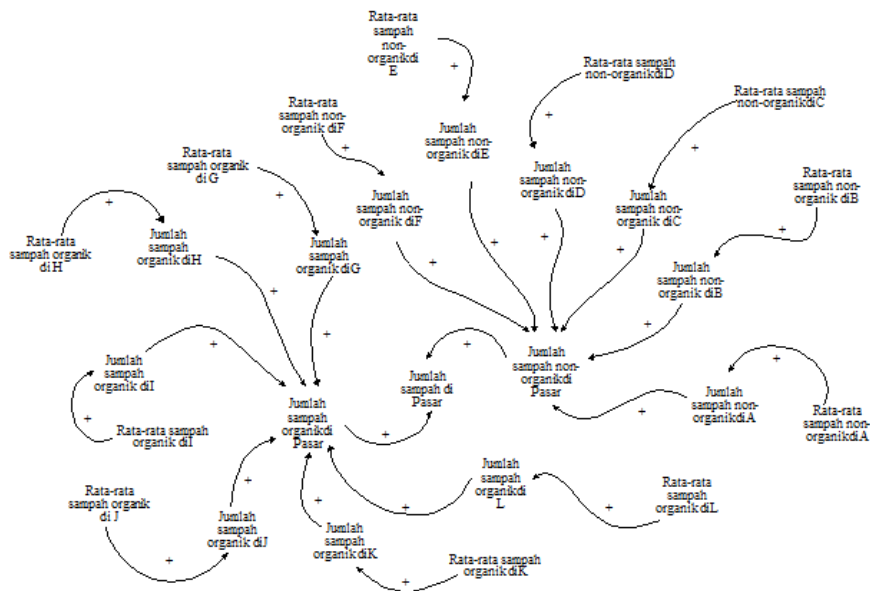 Rata-rata
sampah
non-
organikdi
E
+
Rata-rata sampah
non-organikdiD
+
Rata-rata sampah
non-organikdiC
+
Rata-rata
sampah non-
organik diF
+
Jumlah
sampah non-
organik diE
Rata-rata
sampah organik
di G
+
Jumlah
sampah non-
organik diD
Rata-rata
sampah non-
organik diB
+
Jumlah
sampah non-
organik diF
Jumlah
sampah non-
organik diC
+
Rata-rata
sampah organik
di H
Jumlah
sampah
organik diH
Jumlah
sampah
organik diG
+
+
+
+
Jumlah
sampah non-
organik diB
+
+
+
+
+
+
Jumlah
sampah
organik diI
Jumlah
sampah di
Pasar
Jumlah
sampah non-
organikdi
Pasar
+
+
Jumlah
sampah non-
organikdiA
Rata-rata
sampah non-
organikdiA
+
Rata-rata sampah
organik diI
Jumlah
sampah
organikdi
Pasar
+
+
Jumlah
sampah
organikdi
L
+
Rata-rata
sampah
organikdiL
Rata-rata
sampah organik
di J
+
Jumlah
sampah
organik diJ
+
+
Jumlah
sampah
organikdiK
+
Rata-rata sampah
organik diK